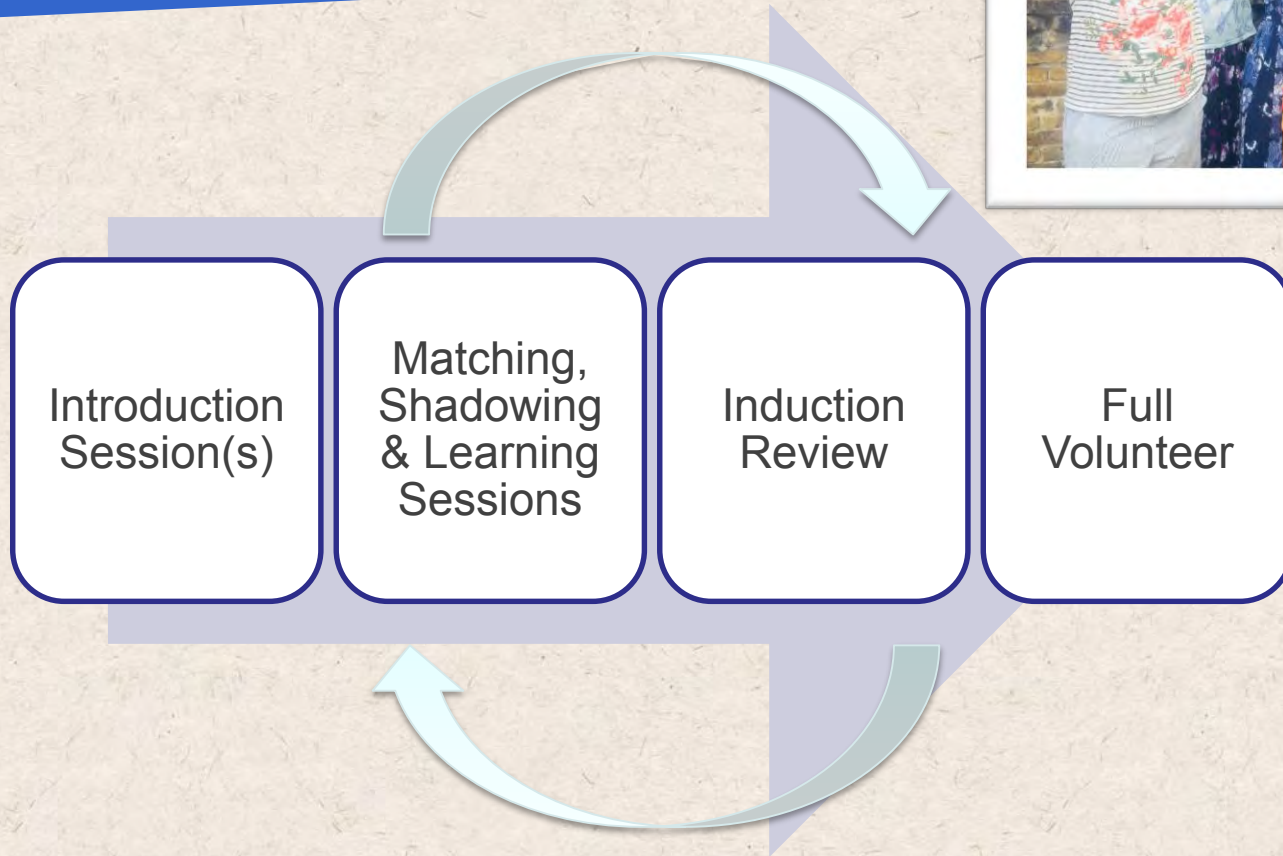 Introduction
Session(s)
Matching,
Shadowing
& Learning
Sessions
Induction
Review
Full
Volunteer